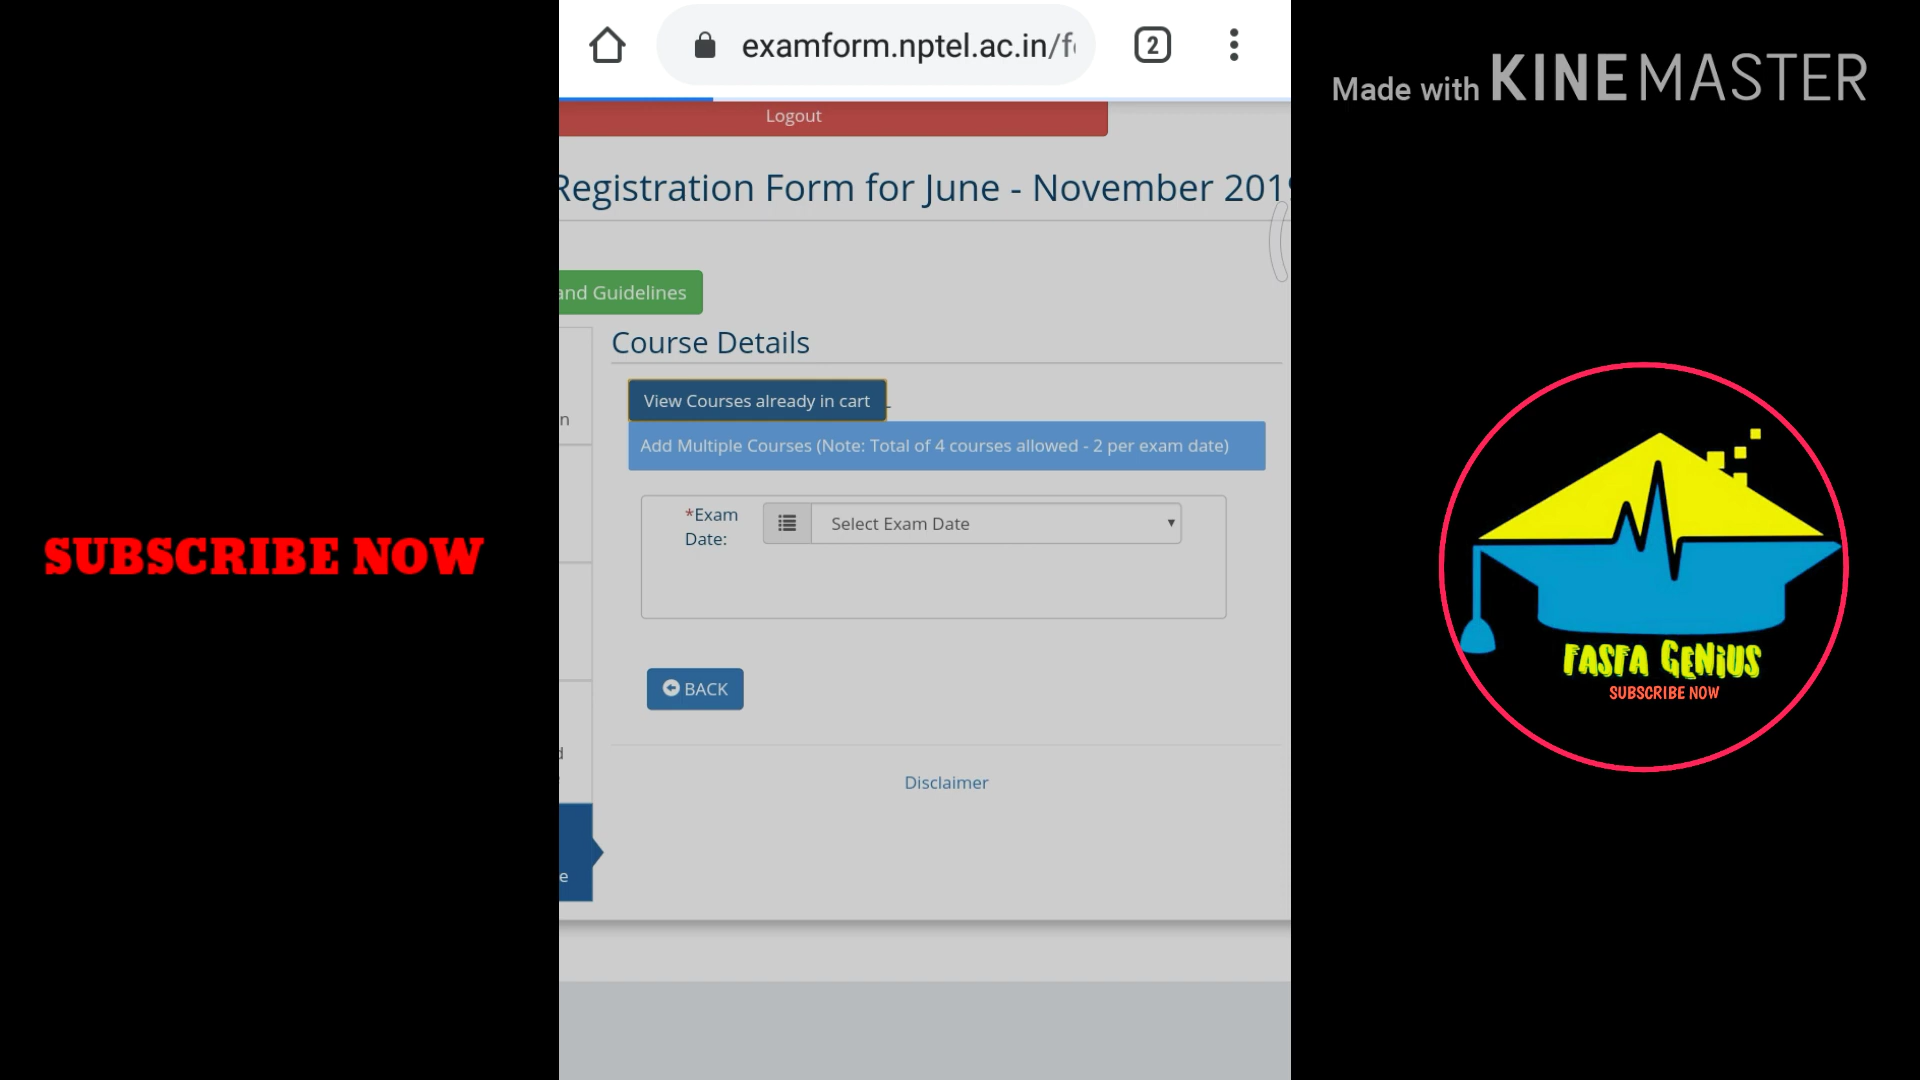 examform.nptel.ac.in/f
2
Made with KINEMASTER
Logout
Registration Form for June - November 2019
and Guidelines
Course Details
View Courses already in cart
n
Add Multiple Courses (Note: Total of 4 courses allowed - 2 per exam date)
*Exam
Date:
Select Exam Date
SUBSCRIBE NOW
BACK
FASFA GENIUS
SUBSCRIBE NOW
d
Disclaimer
e